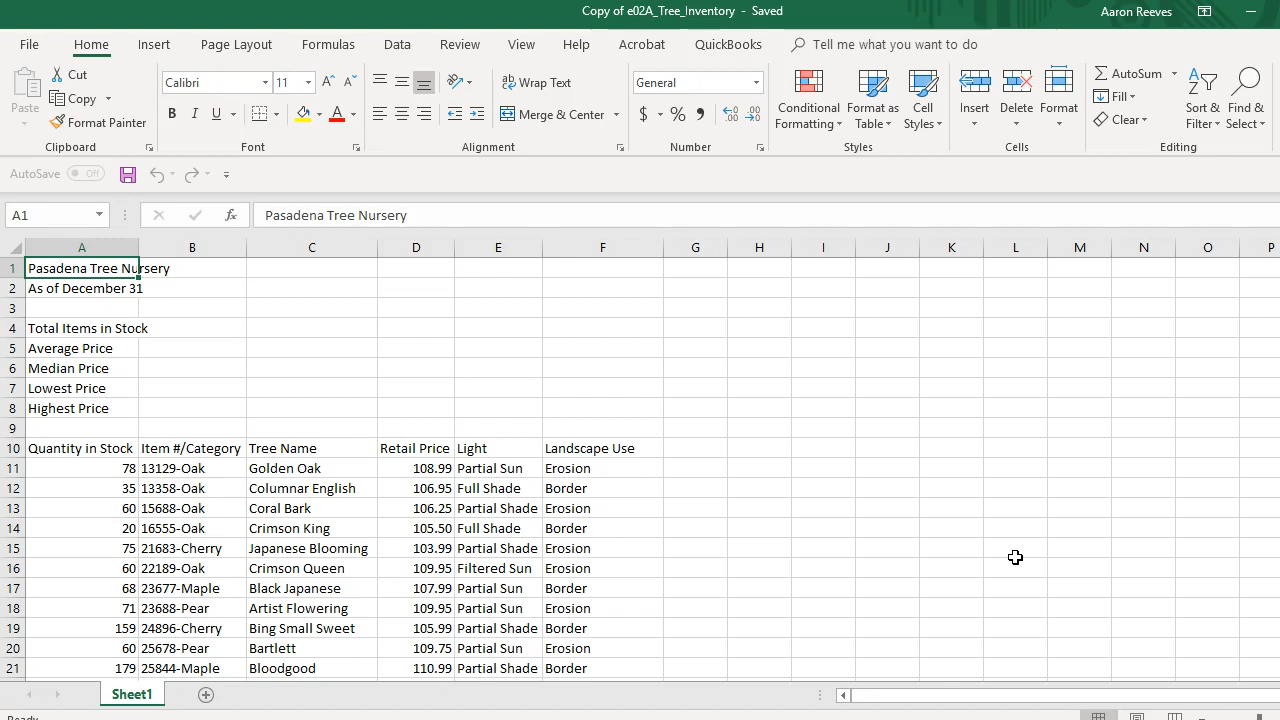 Copy of e02A_Tree_Inventory - Saved
Aaron Reeves
File Home Insert Page Layout Formulas Data Review View Help Acrobat QuickBooks Tell me what you want to do
Paste
Cut
Copy
Format Painter
Clipboard
Calibri 11
B I U A
Font
Wrap Text
Merge & Center
Alignment
General
$ % ,
Number
Conditional Formatting
Format as Table
Cell Styles
Styles
Insert Delete Format
Cells
AutoSum
Fill
Clear
Sort & Filter
Find & Select
Editing
AutoSave Off
A1 fx Pasadena Tree Nursery
A B C D E F G H I J K L M N O P
1 Pasadena Tree Nursery
2 As of December 31
3
4 Total Items in Stock
5 Average Price
6 Median Price
7 Lowest Price
8 Highest Price
9
10 Quantity in Stock Item #/Category Tree Name Retail Price Light Landscape Use
11 78 13129-Oak Golden Oak 108.99 Partial Sun Erosion
12 35 13358-Oak Columnar English 106.95 Full Shade Border
13 60 15688-Oak Coral Bark 106.25 Partial Shade Erosion
14 20 16555-Oak Crimson King 105.50 Full Shade Border
15 75 21683-Cherry Japanese Blooming 103.99 Partial Shade Erosion
16 60 22189-Oak Crimson Queen 109.95 Filtered Sun Erosion
17 68 23677-Maple Black Japanese 107.99 Partial Sun Border
18 71 23688-Pear Artist Flowering 109.95 Partial Sun Erosion
19 159 24896-Cherry Bing Small Sweet 105.99 Partial Shade Border
20 60 25678-Pear Bartlett 109.75 Partial Sun Erosion
21 179 25844-Maple Bloodgood 110.99 Partial Shade Border
Sheet1